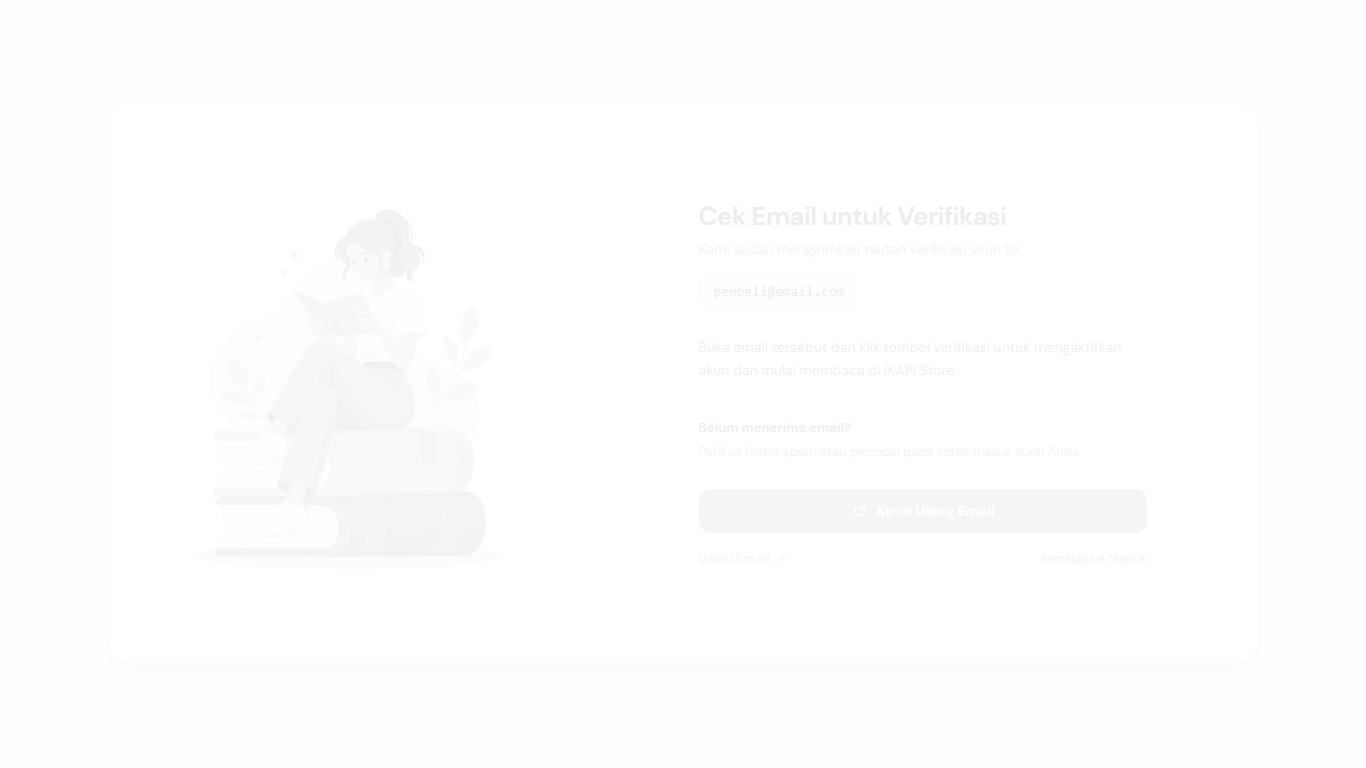 Cek Email untuk Verifikasi
Kami sudah mengirimkan tautan verifikasi akun ke:
pembeli@email.com
Buka email tersebut dan klik tombol verifikasi untuk mengaktifkan
akun dan mulai membaca di IKAPI Store.
Belum menerima email?
Periksa folder spam atau promosi pada kotak masuk surel Anda.
Kirim Ulang Email
Ganti Email →
Kembali ke Masuk